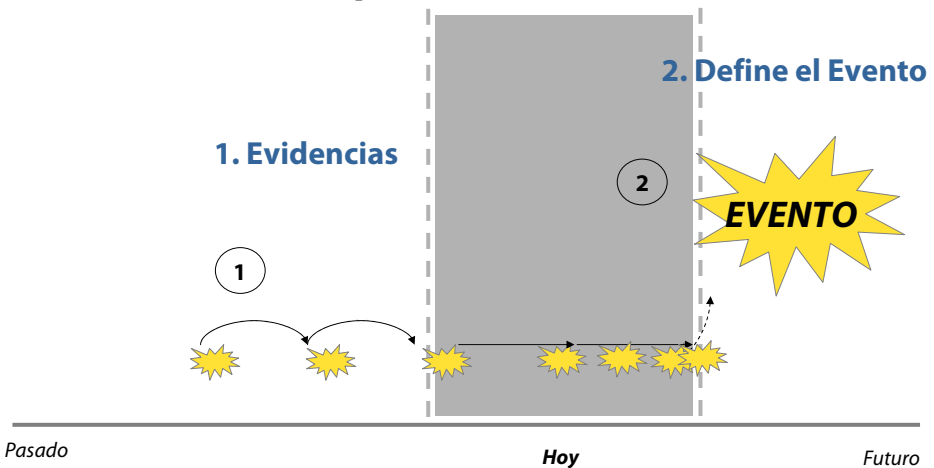 2. Define el Evento
1. Evidencias
2
EVENTO
1
Pasado
Hoy
Futuro